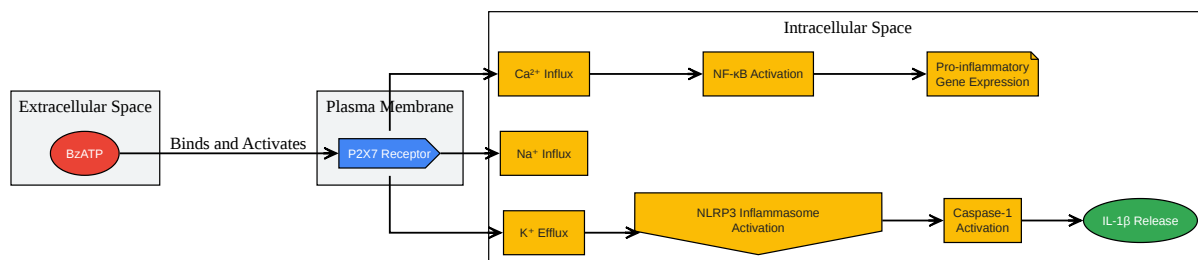 Intracellular Space
Ca²⁺ Influx
NF-κB Activation
Pro-inflammatory
Gene Expression
Extracellular Space
Plasma Membrane
BzATP
Binds and Activates
P2X7 Receptor
Na⁺ Influx
K⁺ Efflux
NLRP3 Inflammasome
Activation
Caspase-1
Activation
IL-1β Release